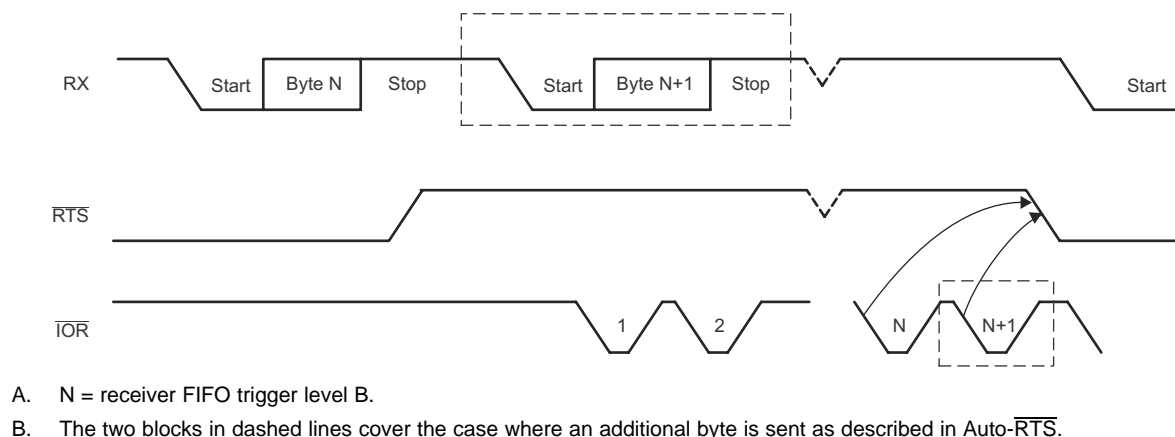 RX Start Byte N Stop Start Byte N+1 Stop Start
RTS
IOR 1 2 N N+1
A. N = receiver FIFO trigger level B.
B. The two blocks in dashed lines cover the case where an additional byte is sent as described in Auto-RTS.